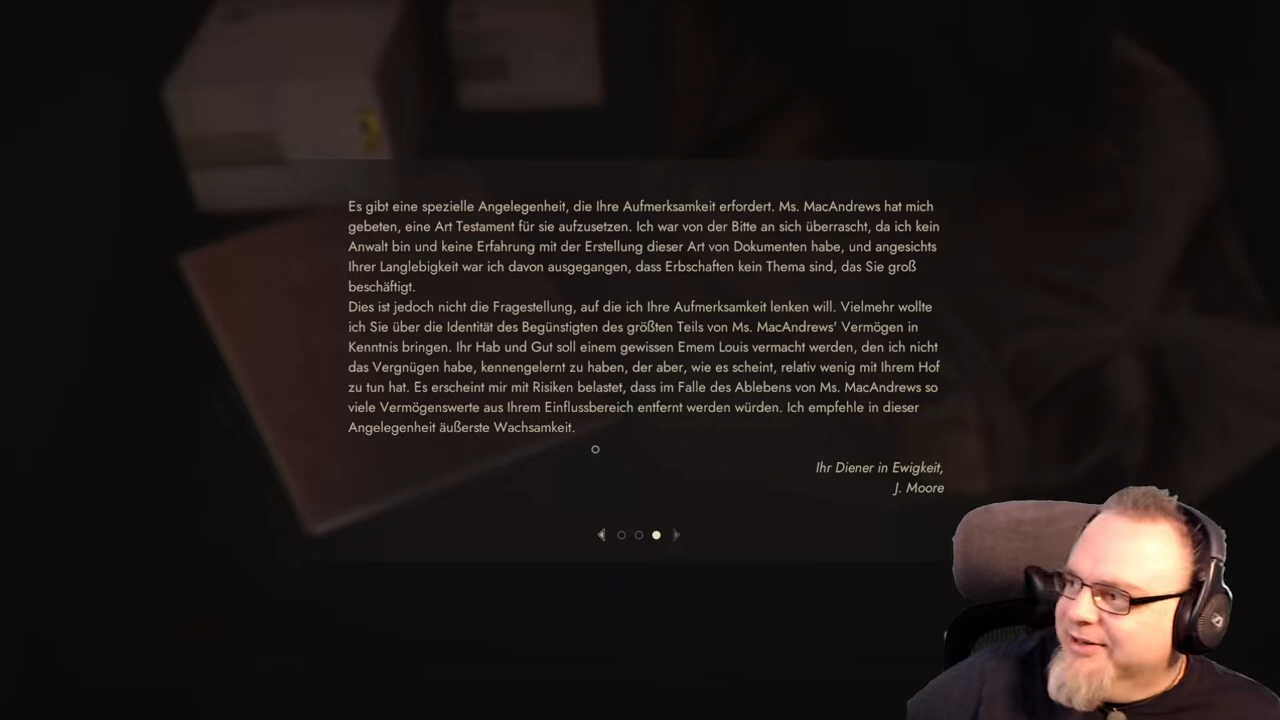 Es gibt eine spezielle Angelegenheit, die Ihre Aufmerksamkeit erfordert. Ms. MacAndrews hat mich
gebeten, eine Art Testament für sie aufzusetzen. Ich war von der Bitte an sich überrascht, da ich kein
Anwalt bin und keine Erfahrung mit der Erstellung dieser Art von Dokumenten habe, und angesichts
Ihrer Langlebigkeit war ich davon ausgegangen, dass Erbschaften kein Thema sind, das Sie groß
beschäftigt.
Dies ist jedoch nicht die Fragestellung, auf die ich Ihre Aufmerksamkeit lenken will. Vielmehr wollte
ich Sie über die Identität des Begünstigten des größten Teils von Ms. MacAndrews' Vermögen in
Kenntnis bringen. Ihr Hab und Gut soll einem gewissen Emem Louis vermacht werden, den ich nicht
das Vergnügen habe, kennengelernt zu haben, der aber, wie es scheint, relativ wenig mit Ihrem Hof
zu tun hat. Es erscheint mir mit Risiken belastet, dass im Falle des Ablebens von Ms. MacAndrews so
viele Vermögenswerte aus Ihrem Einflussbereich entfernt werden würden. Ich empfehle in dieser
Angelegenheit äußerste Wachsamkeit.
Ihr Diener in Ewigkeit,
J. Moore